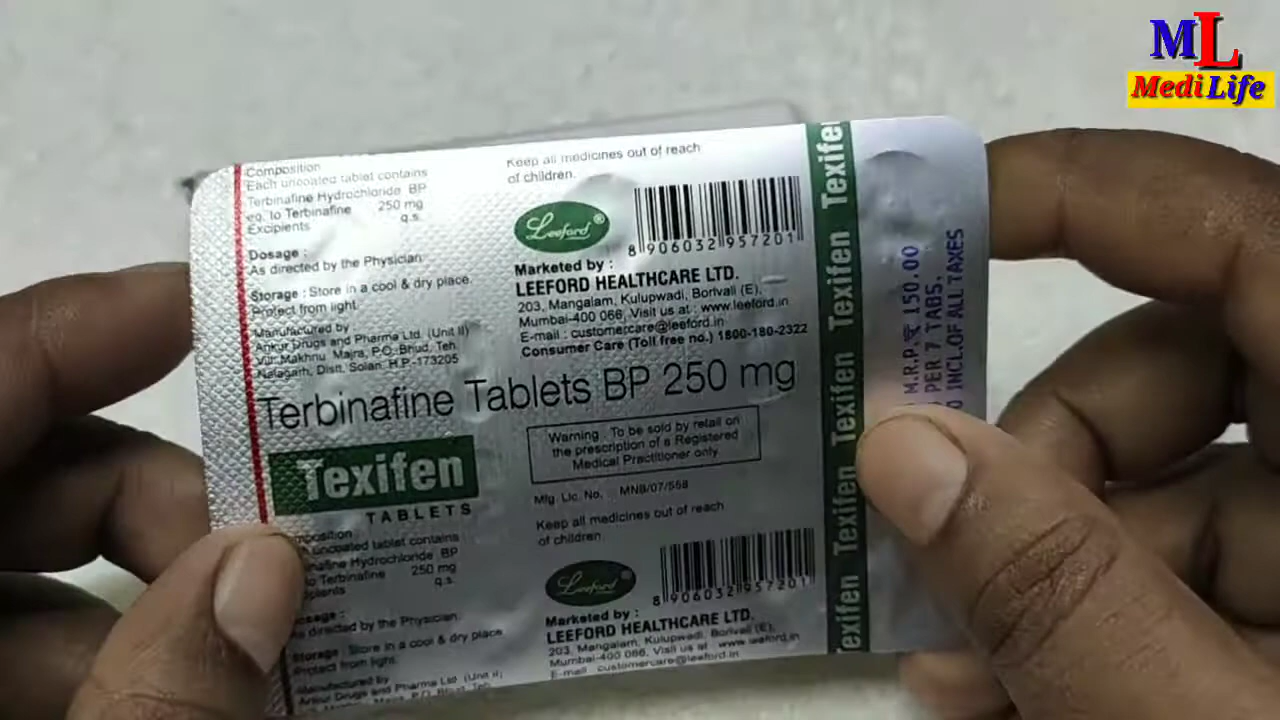 ML
Medi Life
Composition
Each uncoated tablet contains
Terbinafine Hydrochloride BP
eq. to Terbinafine 250 mg
Excipients q.s.
Dosage :
As directed by the Physician.
Storage : Store in a cool & dry place.
Protect from light.
Manufactured by
Ankur Drugs and Pharma Ltd. (Unit II)
Vill. Makhnu Majra, P.O. Bhud, Teh.
Nalagarh, Distt. Solan, H.P.-173205
Keep all medicines out of reach
of children.
Leeford®
8 906032 957201
Marketed by :
LEEFORD HEALTHCARE LTD.
203, Mangalam, Kulupwadi, Borivali (E),
Mumbai-400 066, Visit us at : www.leeford.in
E-mail : customercare@leeford.in
Consumer Care (Toll free no.) 1800-180-2322
Terbinafine Tablets BP 250 mg
Texifen
TABLETS
Warning : To be sold by retail on
the prescription of a Registered
Medical Practitioner only
Mfg. Lic. No. MNB/07/558
mposition
uncoated tablet contains
inafine Hydrochloride BP
to Terbinafine 250 mg
ipients q.s.
osage :
As directed by the Physician.
Storage : Store in a cool & dry place
Protect from light.
Manufactured by
Ankur Drugs and Pharma Ltd. (Unit II)
Keep all medicines out of reach
of children.
Leeford
8 906032 957201
Marketed by :
LEEFORD HEALTHCARE LTD.
203, Mangalam, Kulupwadi, Borivali (E),
Mumbai-400 066, Visit us at : www.leeford.in
E-mail : customercare@leeford.in
Texifen Texifen Texifen Texifen Texifen exifen
M.R.P. ₹ 150.00
PER 7 TABS.
INCL.OF ALL TAXES